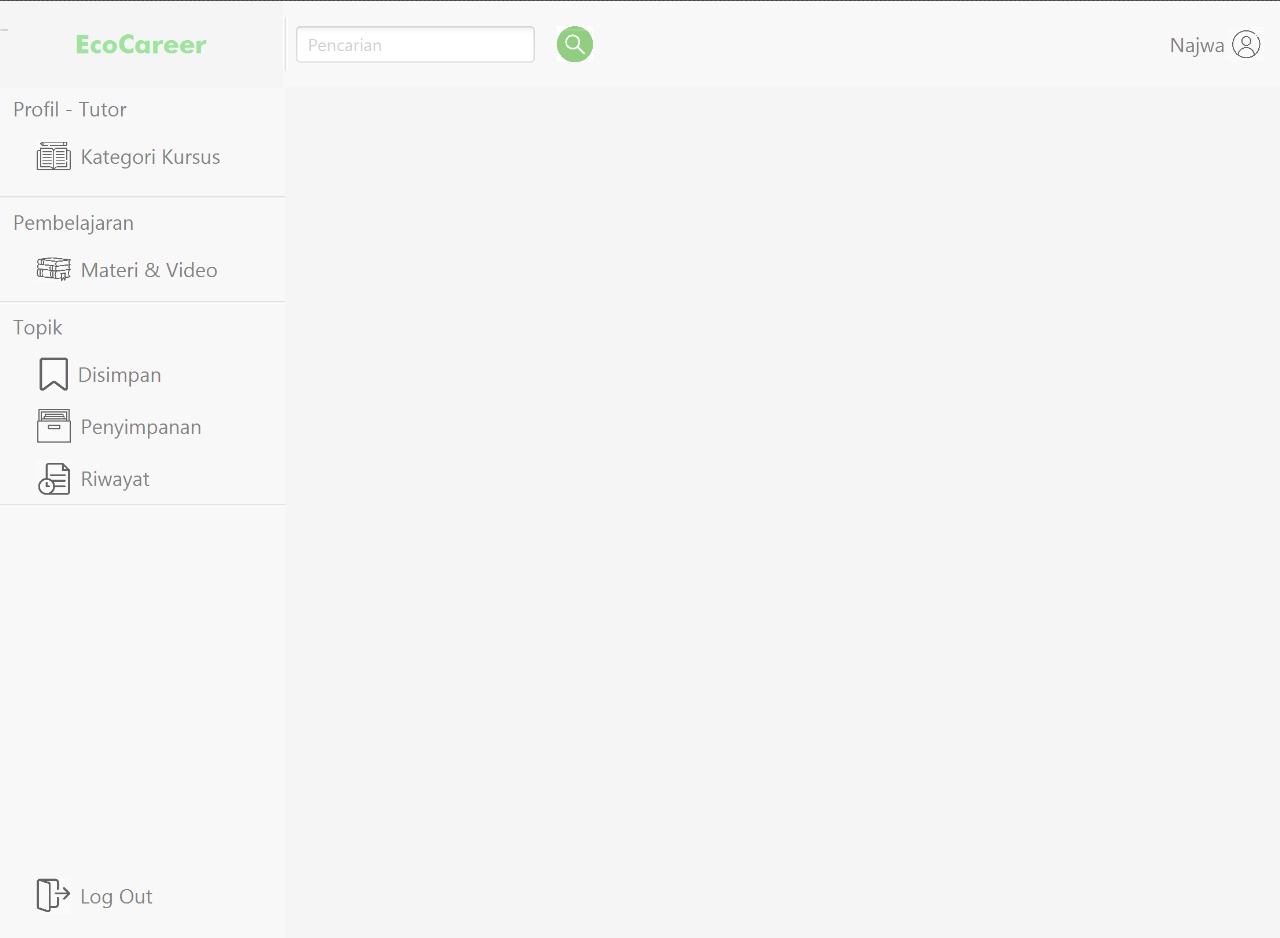 EcoCareer
Pencarian
Najwa
Profil - Tutor
Kategori Kursus
Pembelajaran
Materi & Video
Topik
Disimpan
Penyimpanan
Riwayat
Log Out